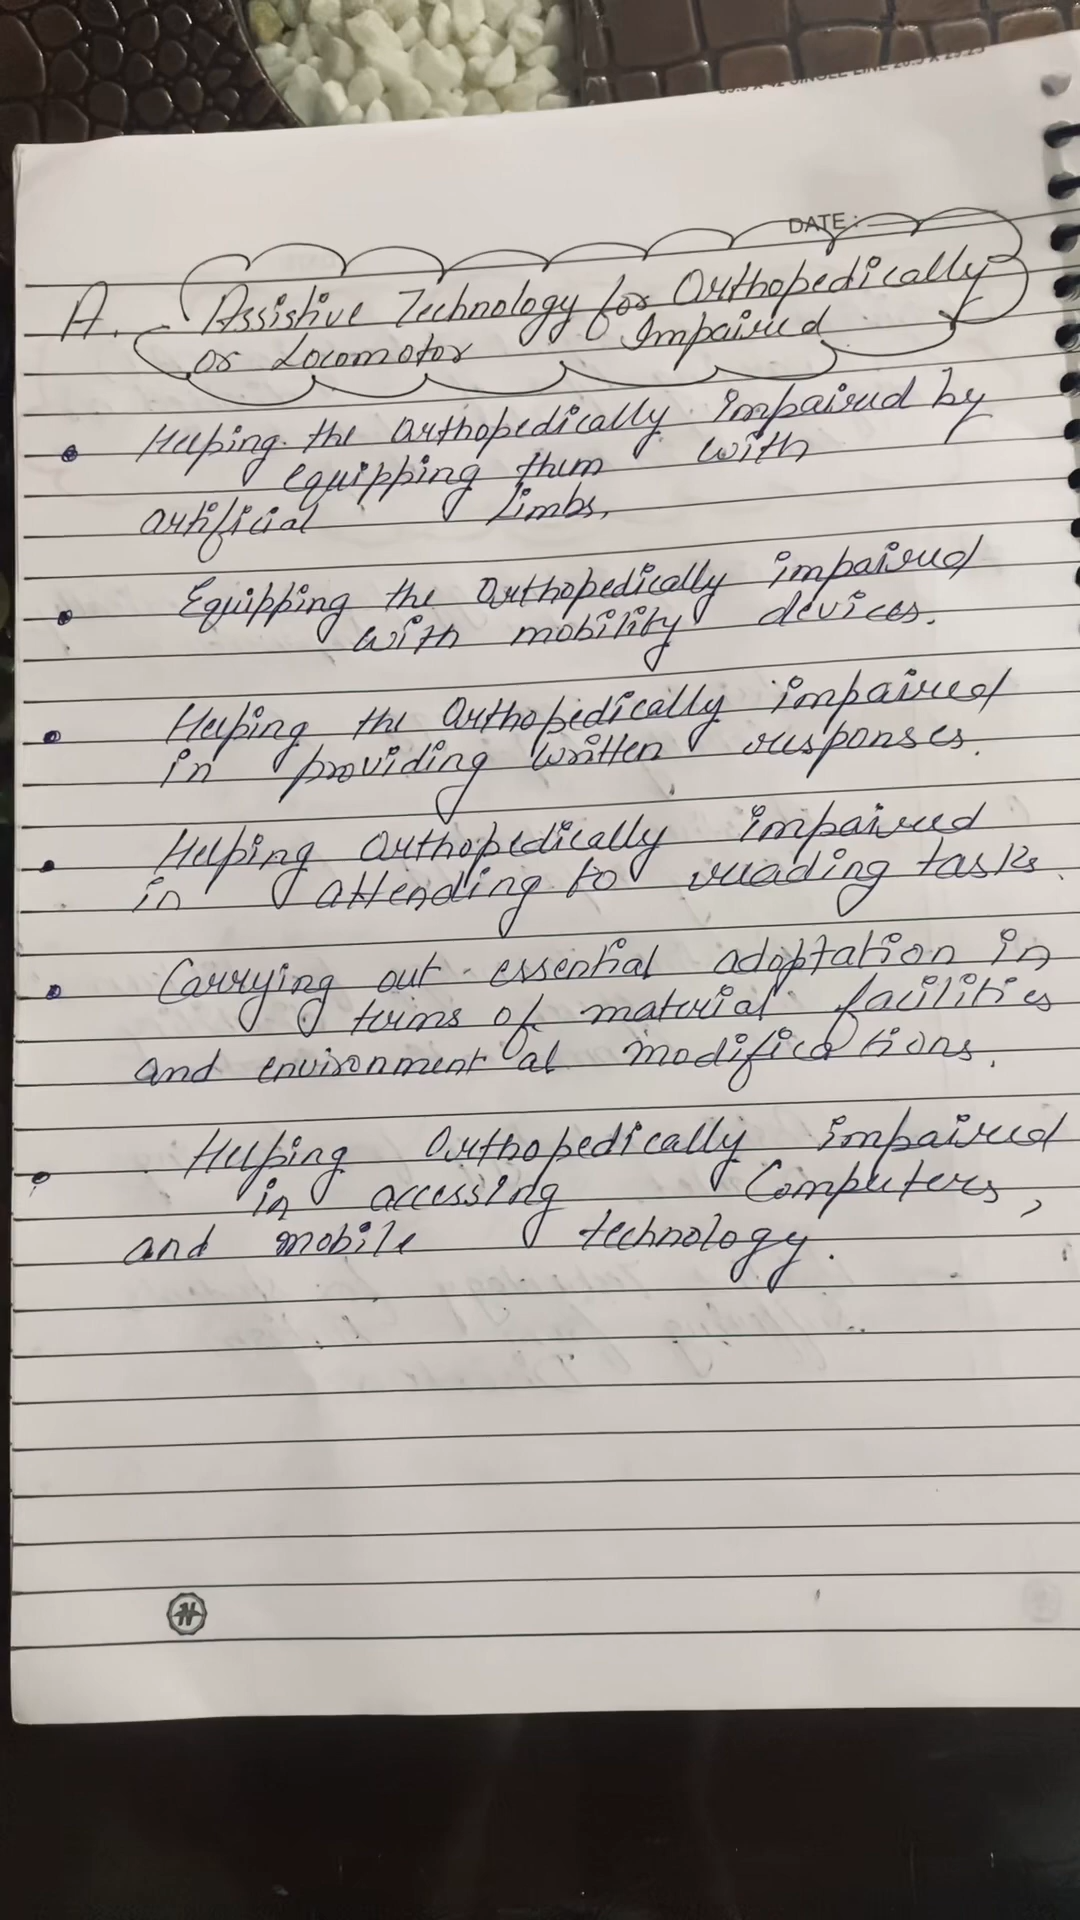 DATE:
A. Assistive Technology for Orthopedically
or Locomotor Impaired
• Helping the Orthopedically Impaired by
equipping them with
artificial limbs,
• Equipping the Orthopedically impaired
with mobility devices.
• Helping the Orthopedically impaired
in providing written responses.
• Helping Orthopedically impaired
in attending to reading tasks.
• Carrying out essential adoptation in
terms of material facilities
and environmental modifications.
• Helping Orthopedically impaired
in accessing Computers,
and mobile technology.